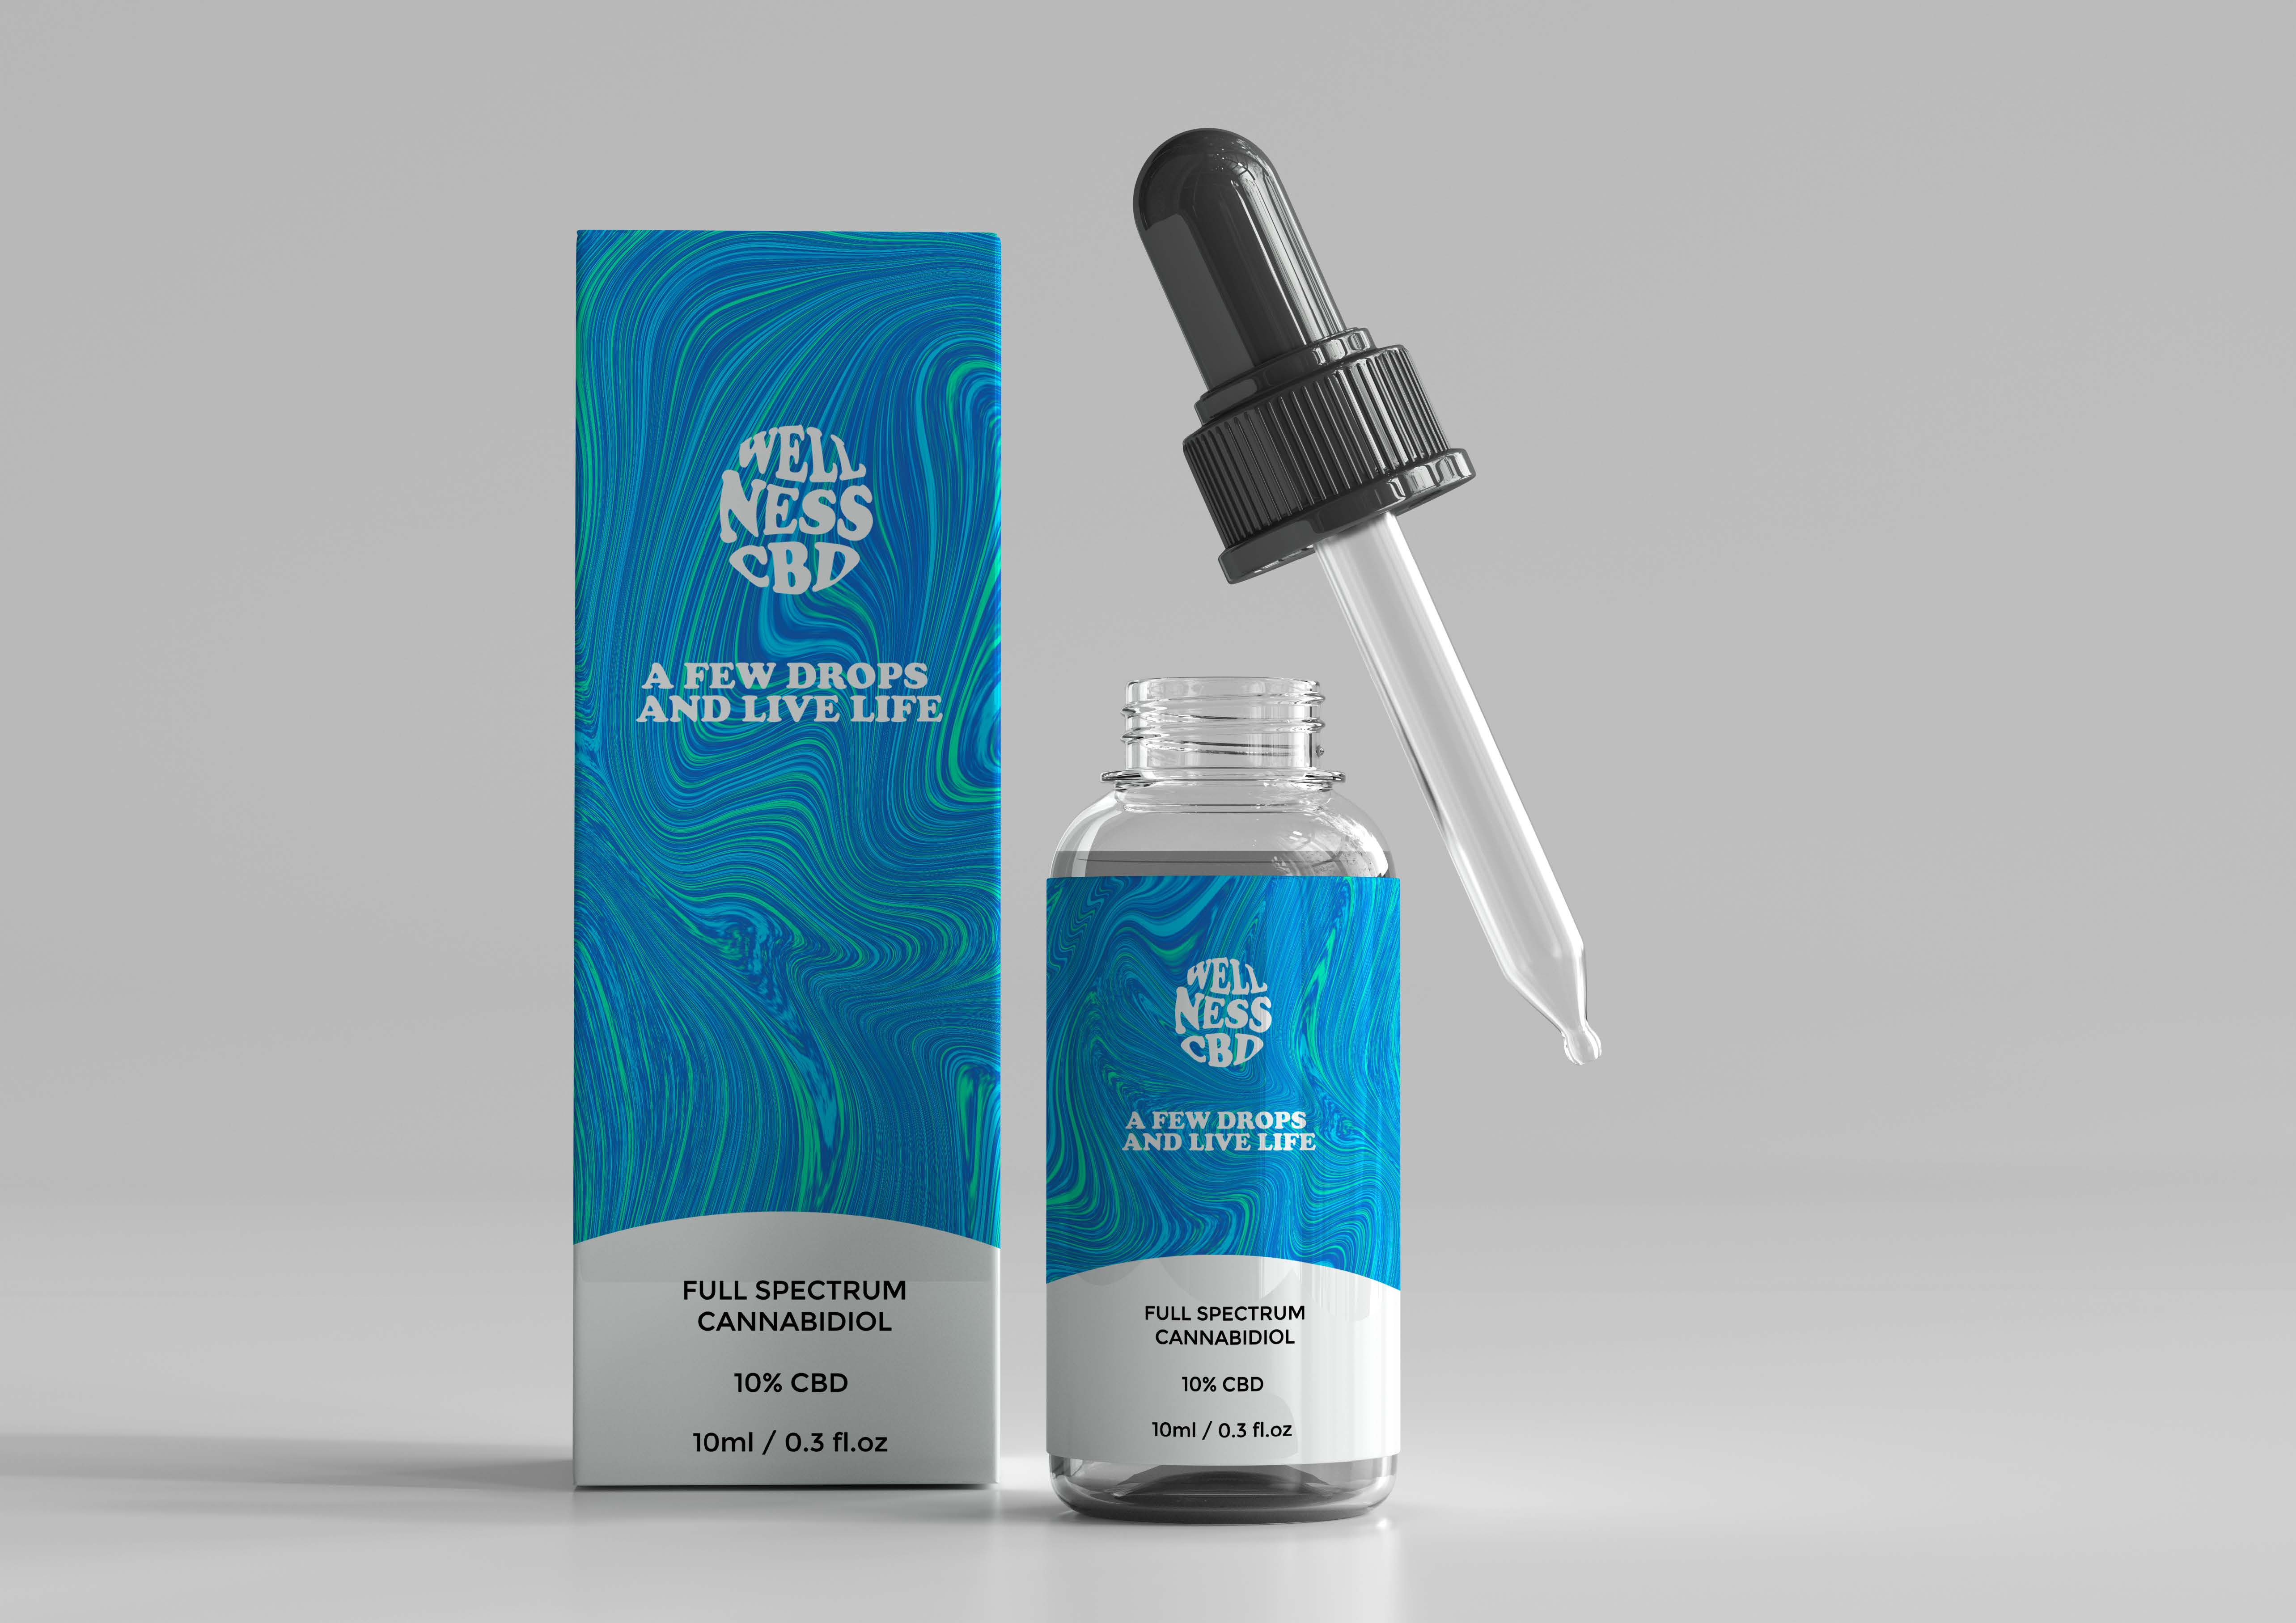 WELL
NESS
CBD
A FEW DROPS
AND LIVE LIFE
FULL SPECTRUM
CANNABIDIOL
10% CBD
10ml / 0.3 fl.oz
WELL
NESS
CBD
A FEW DROPS
AND LIVE LIFE
FULL SPECTRUM
CANNABIDIOL
10% CBD
10ml / 0.3 fl.oz